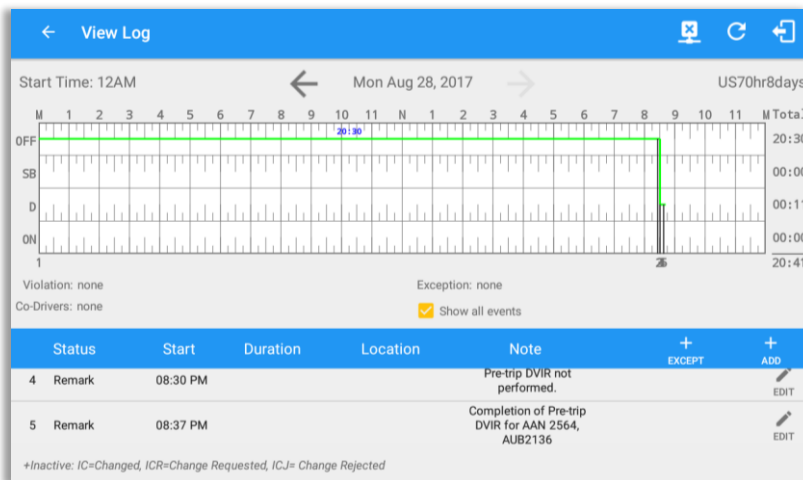 View Log
Start Time: 12AM Mon Aug 28, 2017 US70hr8days
M 1 2 3 4 5 6 7 8 9 10 11 N 1 2 3 4 5 6 7 8 9 10 11 M Total
20:30
OFF 20:30
SB 00:00
D 00:11
ON 00:00
1 20:41
Violation: none Exception: none
Co-Drivers: none Show all events
Status Start Duration Location Note + EXCEPT + ADD
4 Remark 08:30 PM Pre-trip DVIR not
performed.
EDIT
5 Remark 08:37 PM Completion of Pre-trip
DVIR for AAN 2564,
AUB2136
EDIT
+Inactive: IC=Changed, ICR=Change Requested, ICJ= Change Rejected